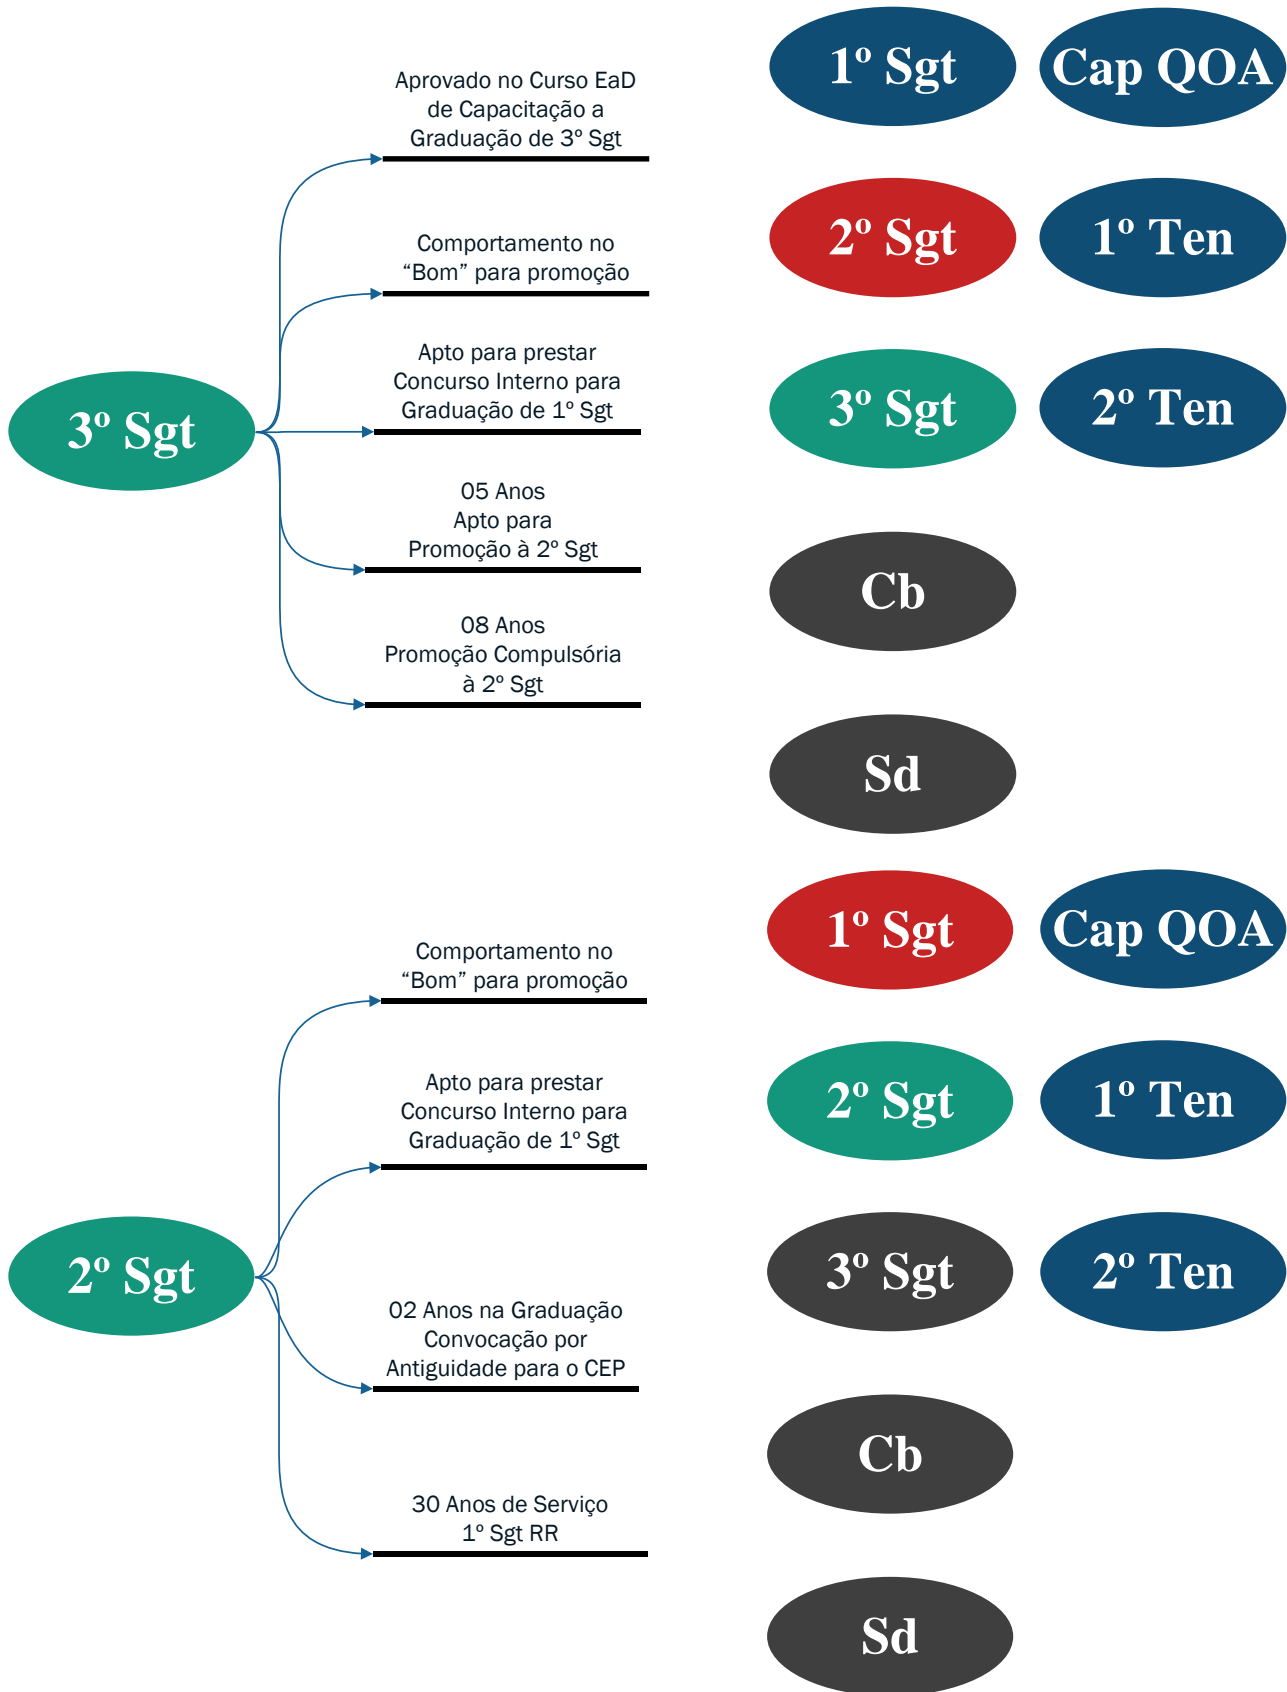 Aprovado no Curso EaD
de Capacitação a
Graduação de 3º Sgt
Comportamento no
“Bom” para promoção
Apto para prestar
Concurso Interno para
Graduação de 1º Sgt
3º Sgt
05 Anos
Apto para
Promoção à 2º Sgt
08 Anos
Promoção Compulsória
à 2º Sgt
1º Sgt
Cap QOA
2º Sgt
1º Ten
3º Sgt
2º Ten
Cb
Sd
Comportamento no
“Bom” para promoção
Apto para prestar
Concurso Interno para
Graduação de 1º Sgt
2º Sgt
02 Anos na Graduação
Convocação por
Antiguidade para o CEP
30 Anos de Serviço
1º Sgt RR
1º Sgt
Cap QOA
2º Sgt
1º Ten
3º Sgt
2º Ten
Cb
Sd